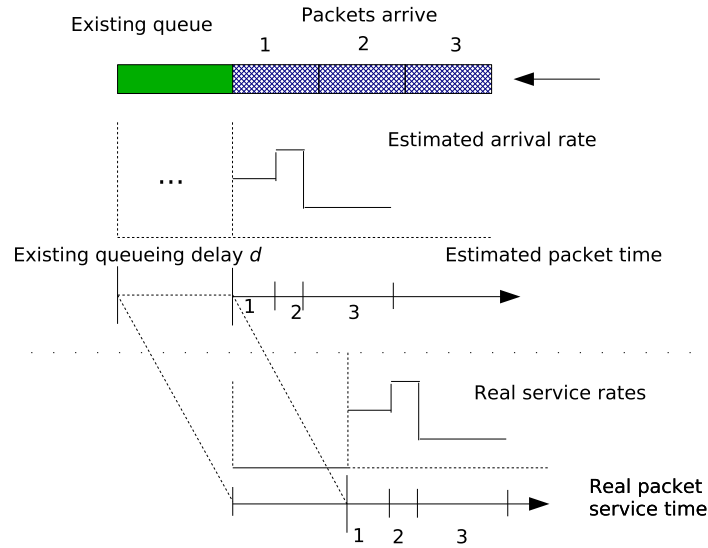 Packets arrive
Existing queue
1 2 3
Estimated arrival rate
...
Existing queueing delay d
Estimated packet time
1 2 3
Real service rates
Real packet
service time
1 2 3